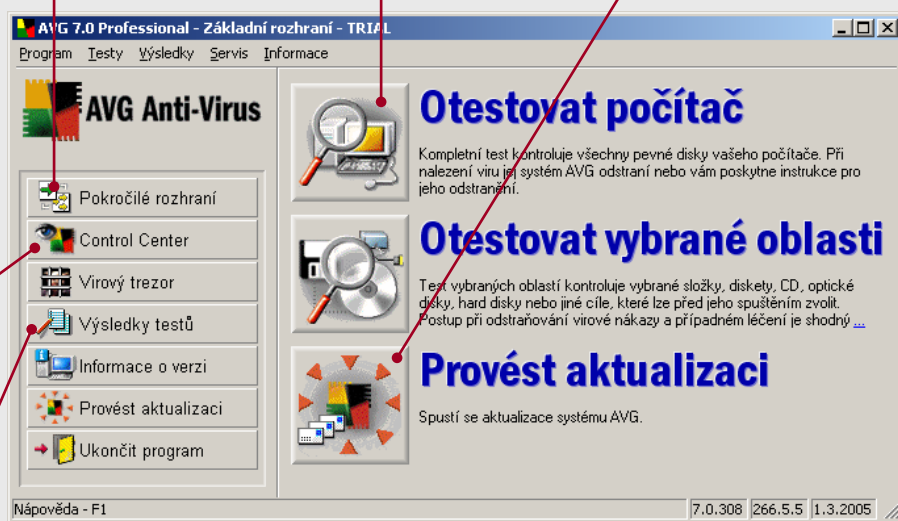 AVG 7.0 Professional - Základní rozhraní - TRIAL
Program Testy Výsledky Servis Informace
AVG Anti-Virus
Pokročilé rozhraní
Control Center
Virový trezor
Výsledky testů
Informace o verzi
Provést aktualizaci
Ukončit program
Otestovat počítač
Kompletní test kontroluje všechny pevné disky vašeho počítače. Při
nalezení viru jej systém AVG odstraní nebo vám poskytne instrukce pro
jeho odstranění.
Otestovat vybrané oblasti
Test vybraných oblastí kontroluje vybrané složky, diskety, CD, optické
disky, hard disky nebo jiné cíle, které lze před jeho spuštěním zvolit.
Postup při odstraňování virové nákazy a případném léčení je shodný ...
Provést aktualizaci
Spustí se aktualizace systému AVG.
Nápověda - F1
7.0.308 266.5.5 1.3.2005